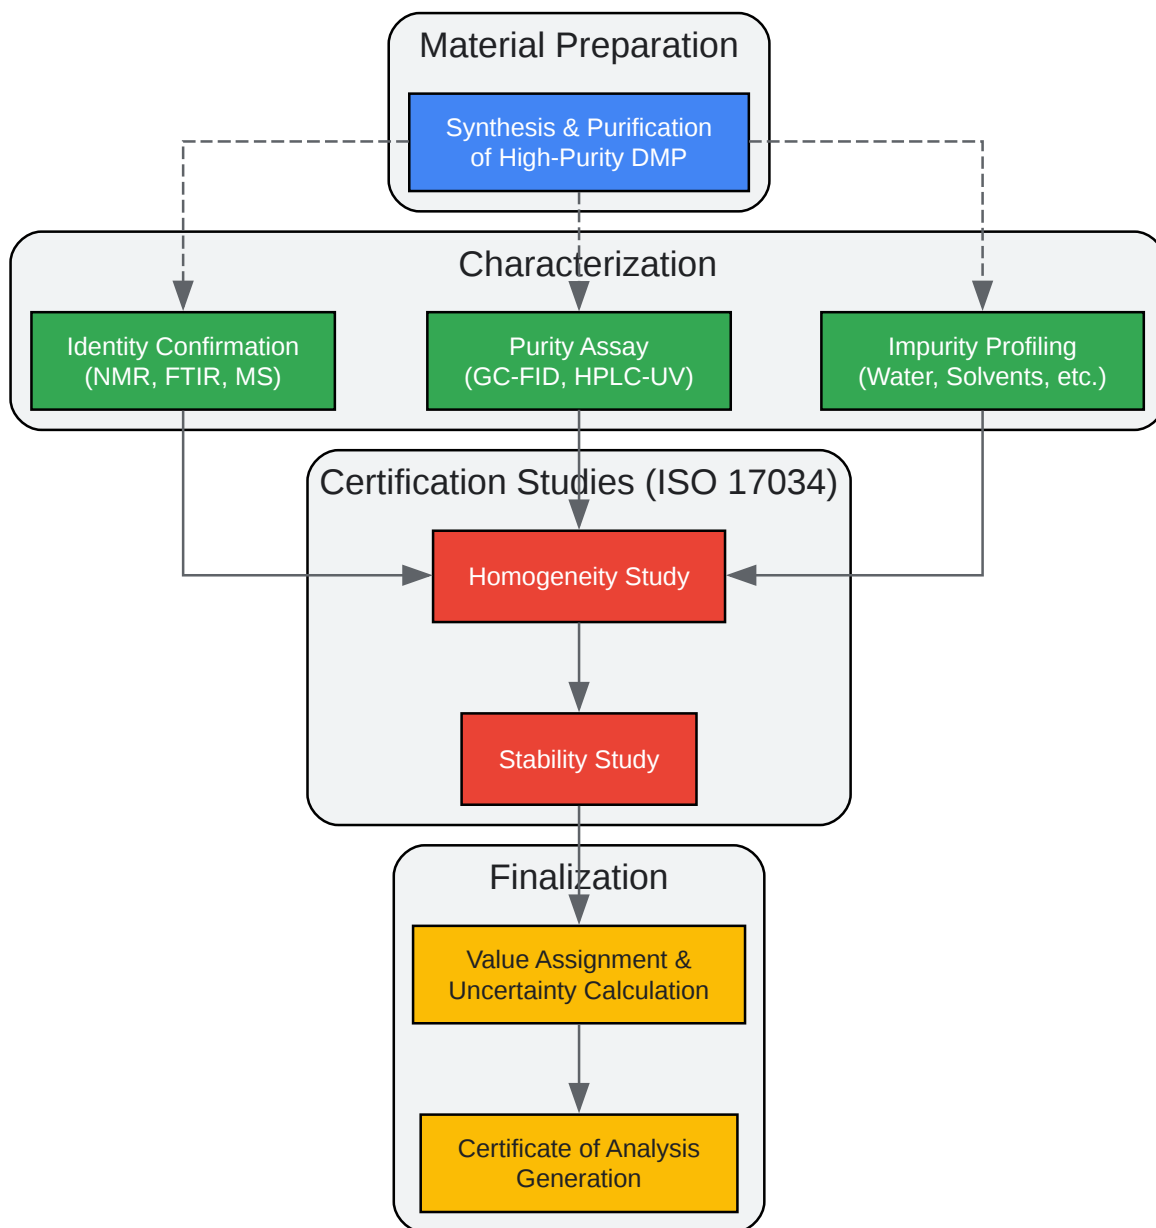 Material Preparation
Synthesis & Purification
of High-Purity DMP
Characterization
Identity Confirmation
(NMR, FTIR, MS)
Purity Assay
(GC-FID, HPLC-UV)
Impurity Profiling
(Water, Solvents, etc.)
Certification Studies (ISO 17034)
Homogeneity Study
Stability Study
Finalization
Value Assignment &
Uncertainty Calculation
Certificate of Analysis
Generation